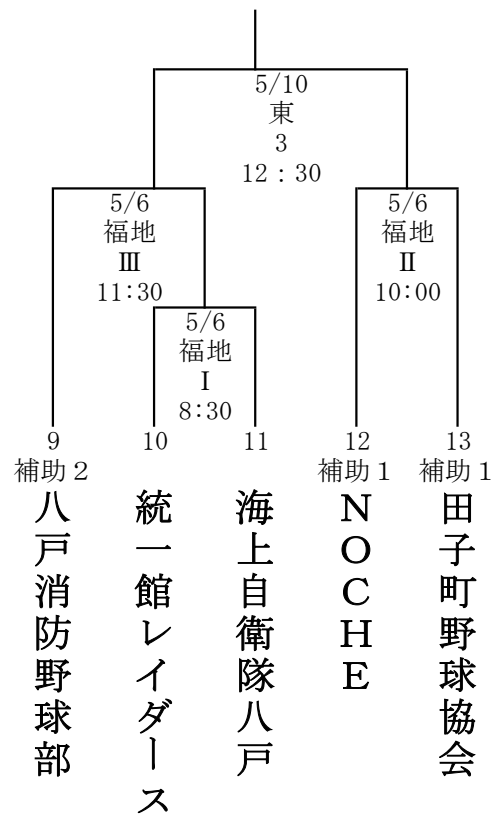 5/10
東
3
12：30
5/6
福地
Ⅲ
11:30
5/6
福地
Ⅱ
10:00
5/6
福地
Ⅰ
8:30
9
10
11
12
13
補助２
補助１
補助１
八戸消防野球部
統一館レイダース
海上自衛隊八戸
ＮＯＣＨＥ
田子町野球協会